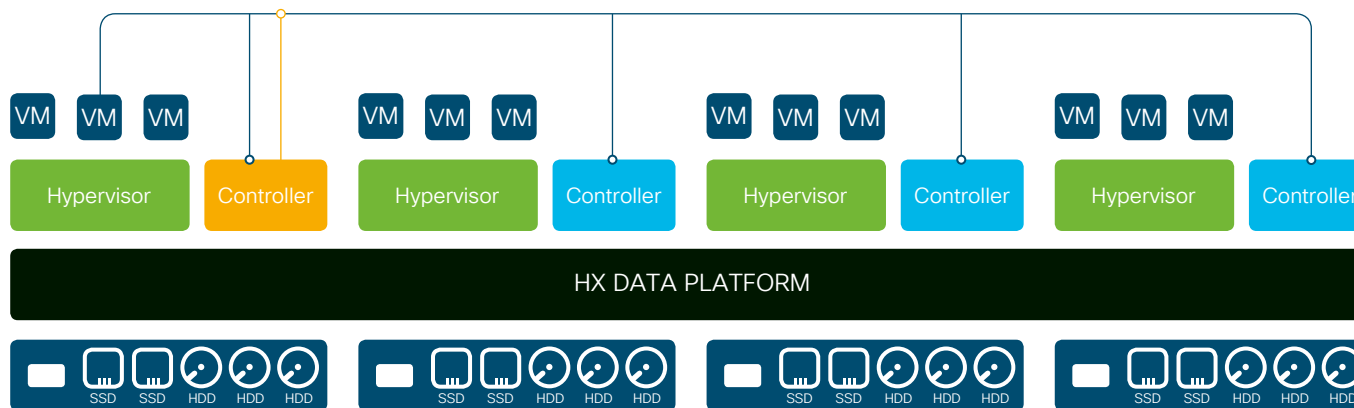 VM VM VM VM VM VM VM VM VM VM VM VM
Hypervisor Controller Hypervisor Controller Hypervisor Controller Hypervisor Controller
HX DATA PLATFORM
SSD SSD HDD HDD HDD SSD SSD HDD HDD HDD SSD SSD HDD HDD HDD SSD SSD HDD HDD HDD